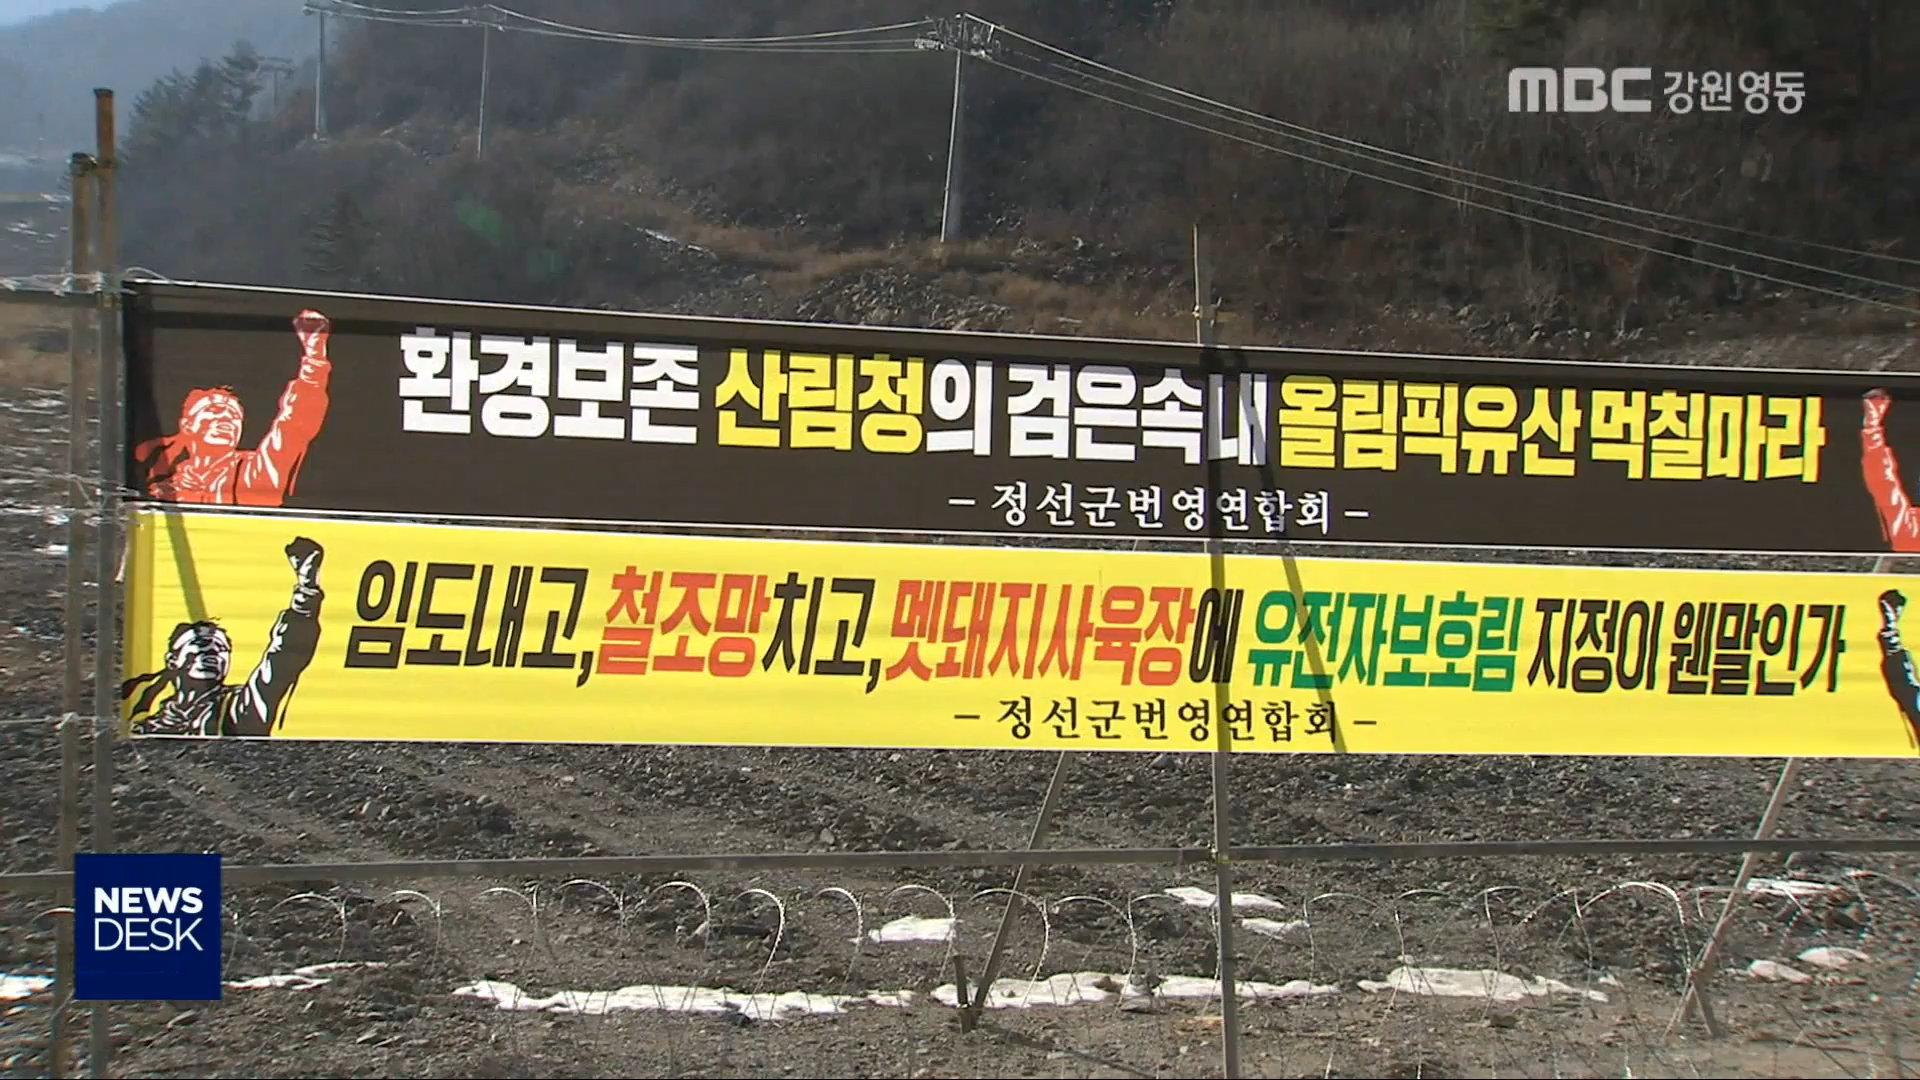 MBC 강원영동
환경보존 산림청의 검은속내 올림픽유산 먹칠마라
- 정선군번영연합회 -
임도내고, 철조망치고, 멧돼지사육장에 유전자보호림 지정이 웬말인가
- 정선군번영연합회 -
NEWS
DESK